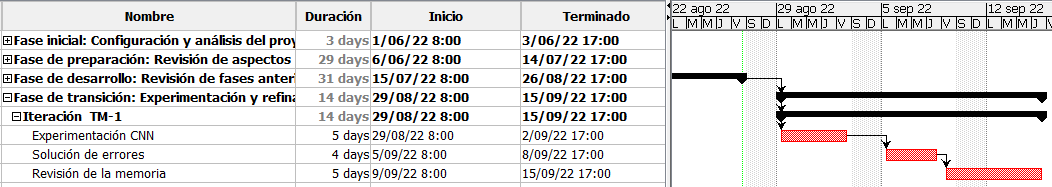 Nombre Duración Inicio Terminado
22 ago 22 29 ago 22 5 sep 22 12 sep 22
L M M J V S D L M M J V S D L M M J V S D L M M J
Fase inicial: Configuración y análisis del proy 3 days 1/06/22 8:00 3/06/22 17:00
Fase de preparación: Revisión de aspectos 29 days 6/06/22 8:00 14/07/22 17:00
Fase de desarrollo: Revisión de fases anteri 31 days 15/07/22 8:00 26/08/22 17:00
Fase de transición: Experimentación y refina 14 days 29/08/22 8:00 15/09/22 17:00
Iteración TM-1 14 days 29/08/22 8:00 15/09/22 17:00
Experimentación CNN 5 days 29/08/22 8:00 2/09/22 17:00
Solución de errores 4 days 5/09/22 8:00 8/09/22 17:00
Revisión de la memoria 5 days 9/09/22 8:00 15/09/22 17:00